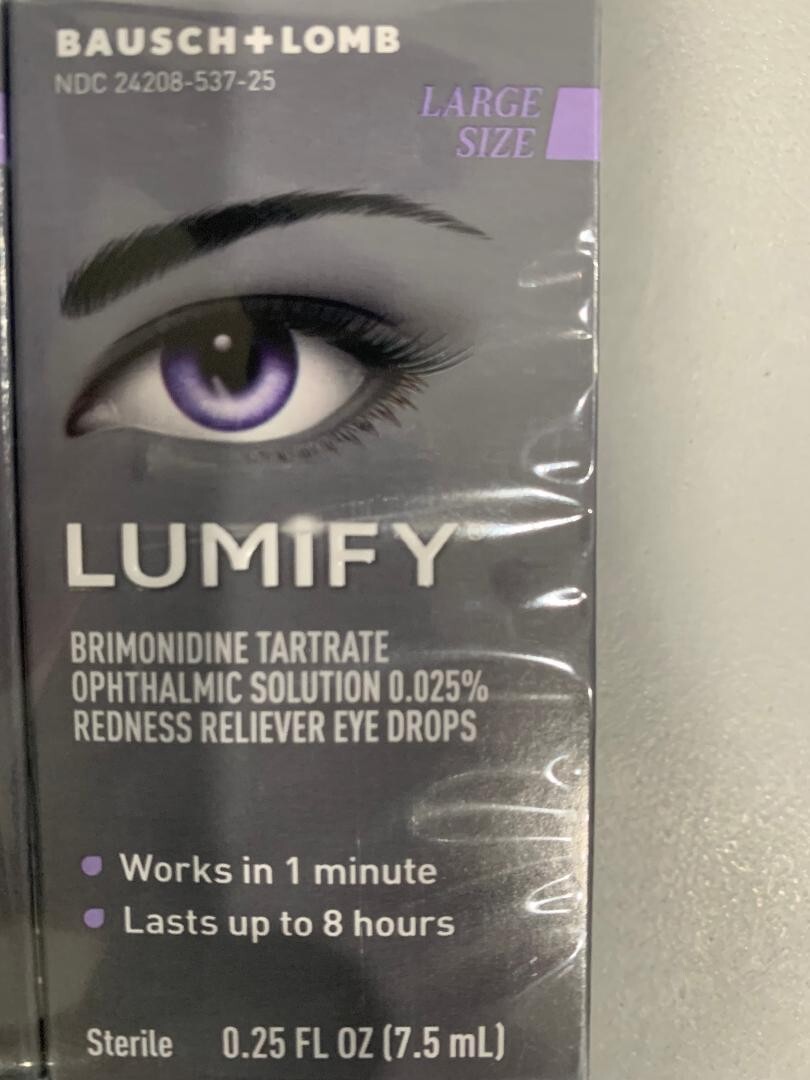 BAUSCH+LOMB
NDC 24208-537-25
LARGE
SIZE
LUMIFY®
BRIMONIDINE TARTRATE
OPHTHALMIC SOLUTION 0.025%
REDNESS RELIEVER EYE DROPS
Works in 1 minute
Lasts up to 8 hours
Sterile 0.25 FL OZ (7.5 mL)